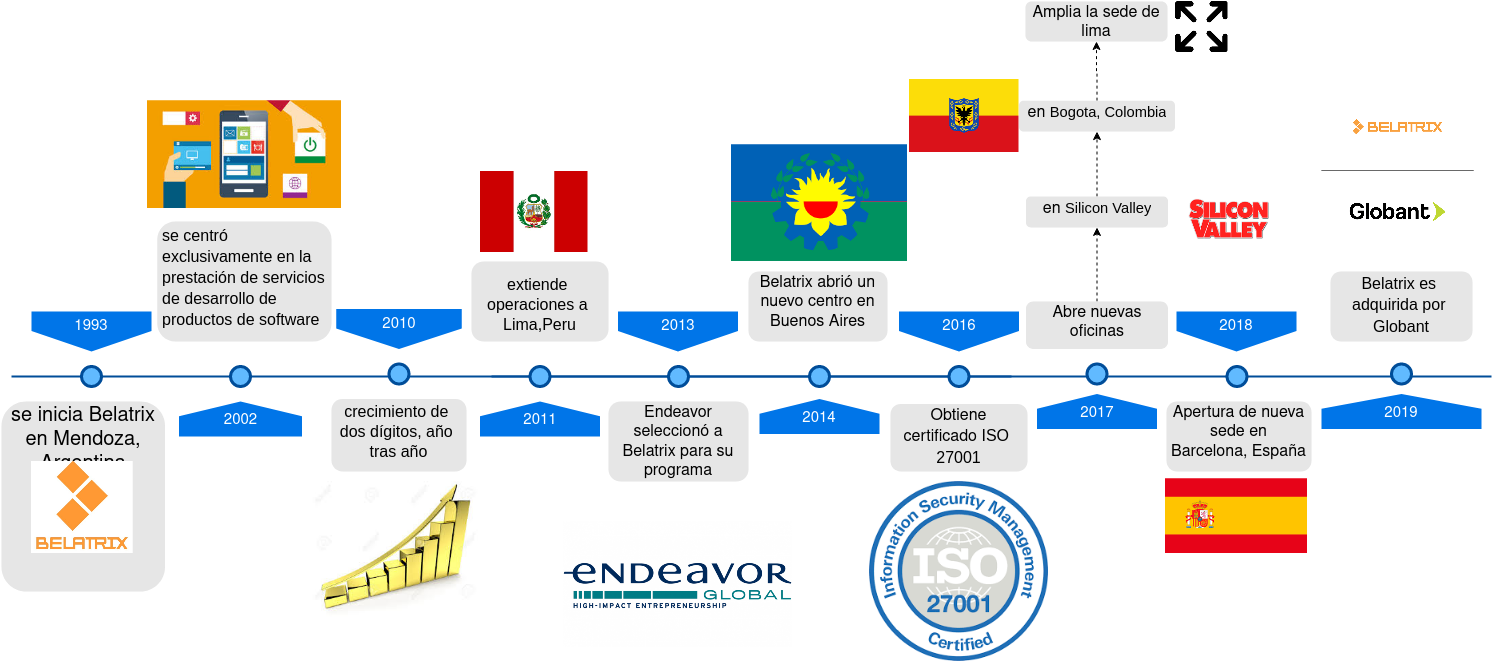 Amplia la sede de
lima
en Bogota, Colombia
BELATRIX
en Silicon Valley
SILICON
VALLEY
Globant
se centró
exclusivamente en la
prestación de servicios
de desarrollo de
productos de software
extiende
operaciones a
Lima,Peru
Belatrix abrió un
nuevo centro en
Buenos Aires
Abre nuevas
oficinas
Belatrix es
adquirida por
Globant
1993
2010
2013
2016
2018
2002
2011
2014
2017
2019
se inicia Belatrix
en Mendoza,
Argentina
BELATRIX
crecimiento de
dos dígitos, año
tras año
Endeavor
seleccionó a
Belatrix para su
programa
Obtiene
certificado ISO
27001
Apertura de nueva
sede en
Barcelona, España
enDeavor
GLOBAL
HIGH-IMPACT ENTREPRENEURSHIP
Information Security Management
ISO
27001
Certified